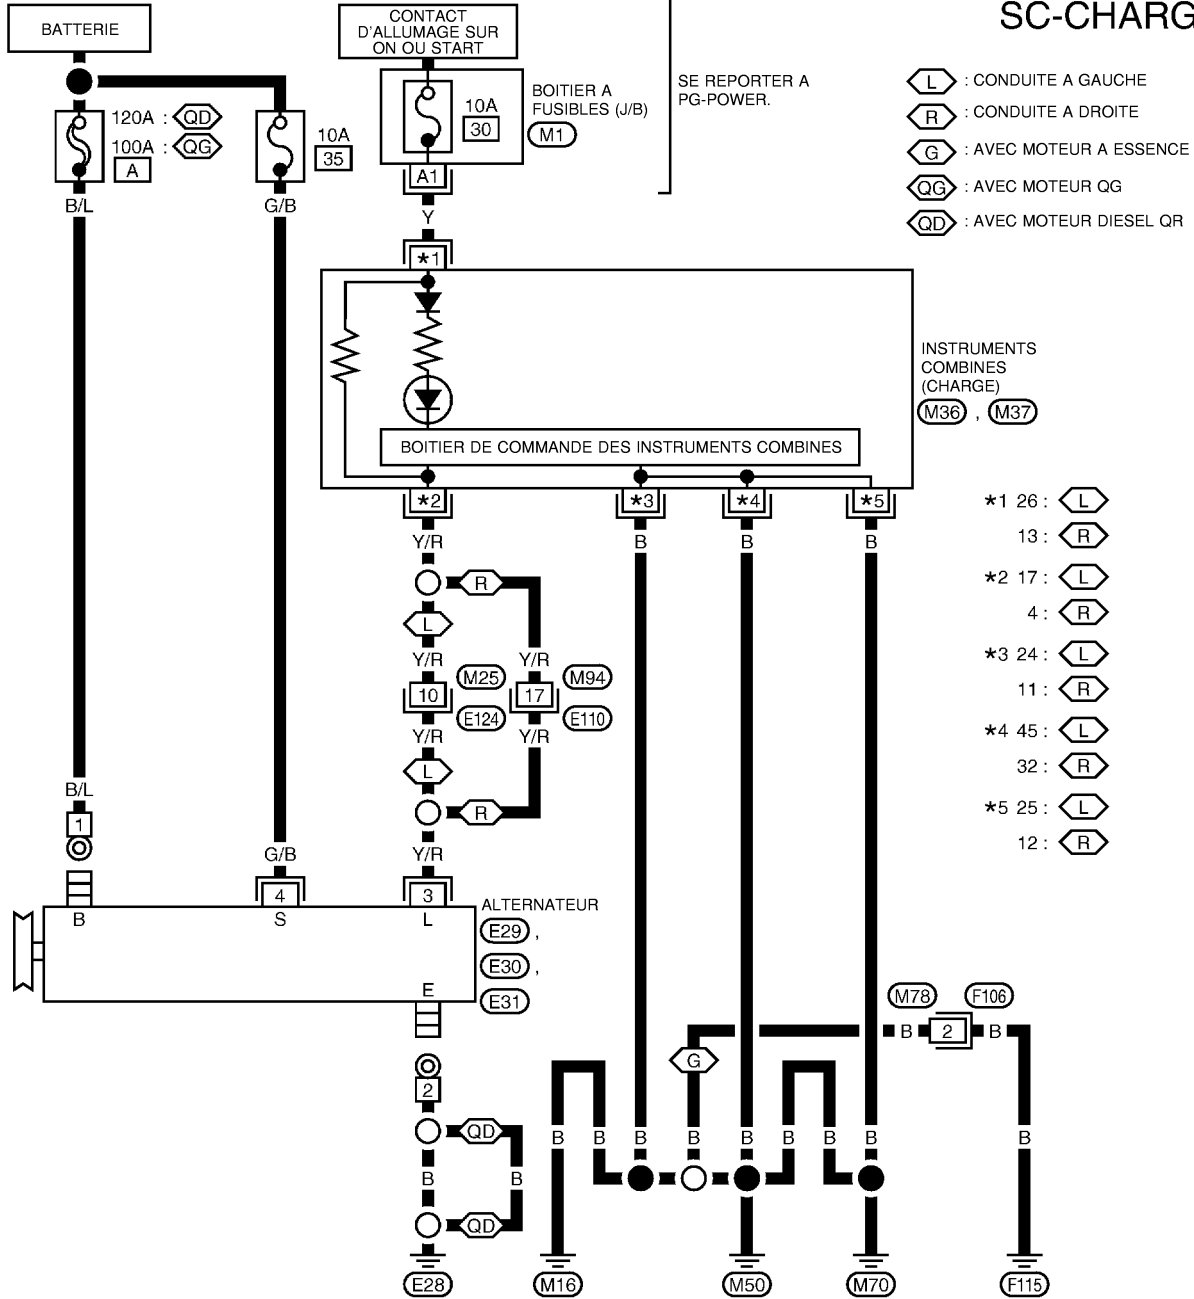 SC-CHARG
BATTERIE
CONTACT
D'ALLUMAGE SUR
ON OU START
120A : QD
100A : QG
A
10A
35
10A
30
BOITIER A
FUSIBLES (J/B)
M1
SE REPORTER A
PG-POWER.
L : CONDUITE A GAUCHE
R : CONDUITE A DROITE
G : AVEC MOTEUR A ESSENCE
QG : AVEC MOTEUR QG
QD : AVEC MOTEUR DIESEL QR
A1
B/L
G/B
Y
*1
INSTRUMENTS
COMBINES
(CHARGE)
M36 , M37
BOITIER DE COMMANDE DES INSTRUMENTS COMBINES
*2
*3
*4
*5
Y/R
B
B
B
*1 26 : L
13 : R
*2 17 : L
4 : R
*3 24 : L
11 : R
*4 45 : L
32 : R
*5 25 : L
12 : R
R
L
Y/R
Y/R
10
M25
17
M94
E124
E110
Y/R
Y/R
L
R
B/L
1
G/B
Y/R
4
3
B
S
L
ALTERNATEUR
E29 ,
E30 ,
E31
E
2
M78
F106
B
2
B
G
QD
B
B
B
B
B
B
B
B
B
B
B
QD
E28
M16
M50
M70
F115